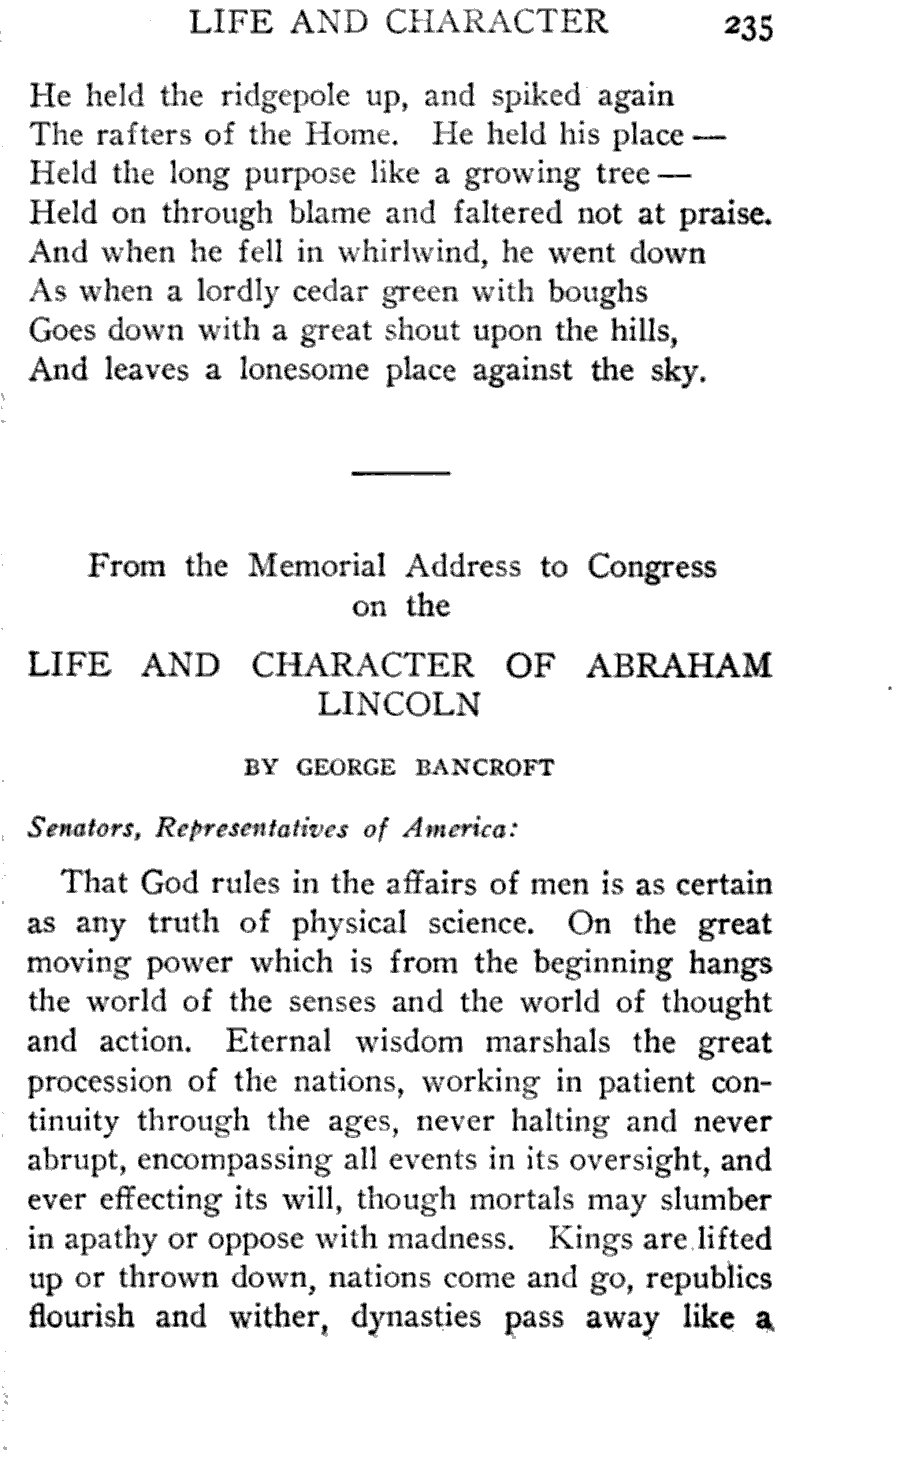 LIFE AND CHARACTER 235
He held the ridgepole up, and spiked again
The rafters of the Home. He held his place —
Held the long purpose like a growing tree —
Held on through blame and faltered not at praise.
And when he fell in whirlwind, he went down
As when a lordly cedar green with boughs
Goes down with a great shout upon the hills,
And leaves a lonesome place against the sky.
From the Memorial Address to Congress
on the
LIFE AND CHARACTER OF ABRAHAM
LINCOLN
BY GEORGE BANCROFT
Senators, Representatives of America:
That God rules in the affairs of men is as certain
as any truth of physical science. On the great
moving power which is from the beginning hangs
the world of the senses and the world of thought
and action. Eternal wisdom marshals the great
procession of the nations, working in patient con-
tinuity through the ages, never halting and never
abrupt, encompassing all events in its oversight, and
ever effecting its will, though mortals may slumber
in apathy or oppose with madness. Kings are lifted
up or thrown down, nations come and go, republics
flourish and wither, dynasties pass away like a